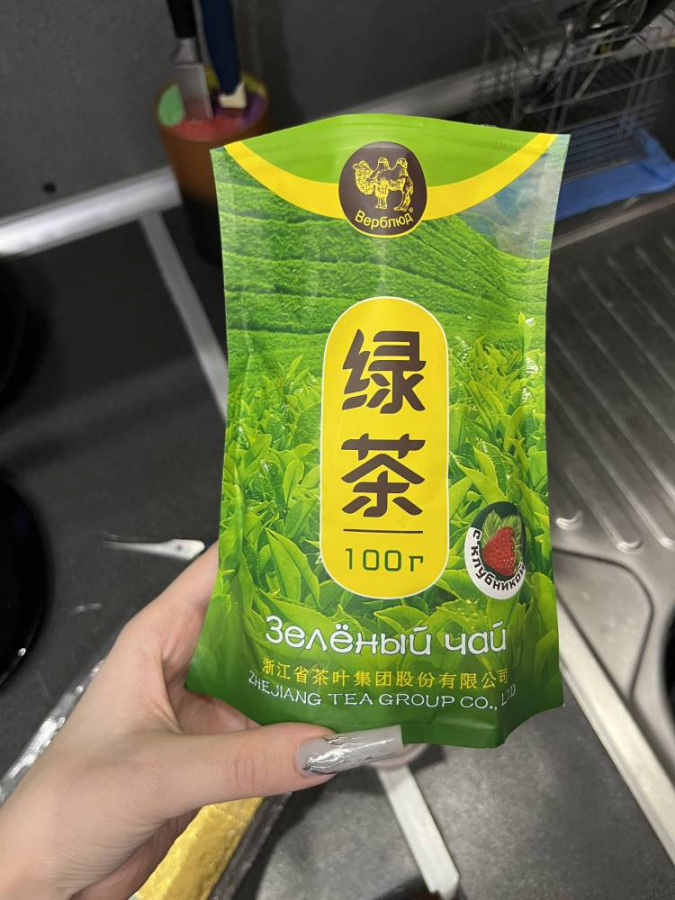 Верблюд®
绿
茶
100г
с клубникой
Зелёный чай
浙江省茶叶集团股份有限公司
ZHEJIANG TEA GROUP CO., LTD